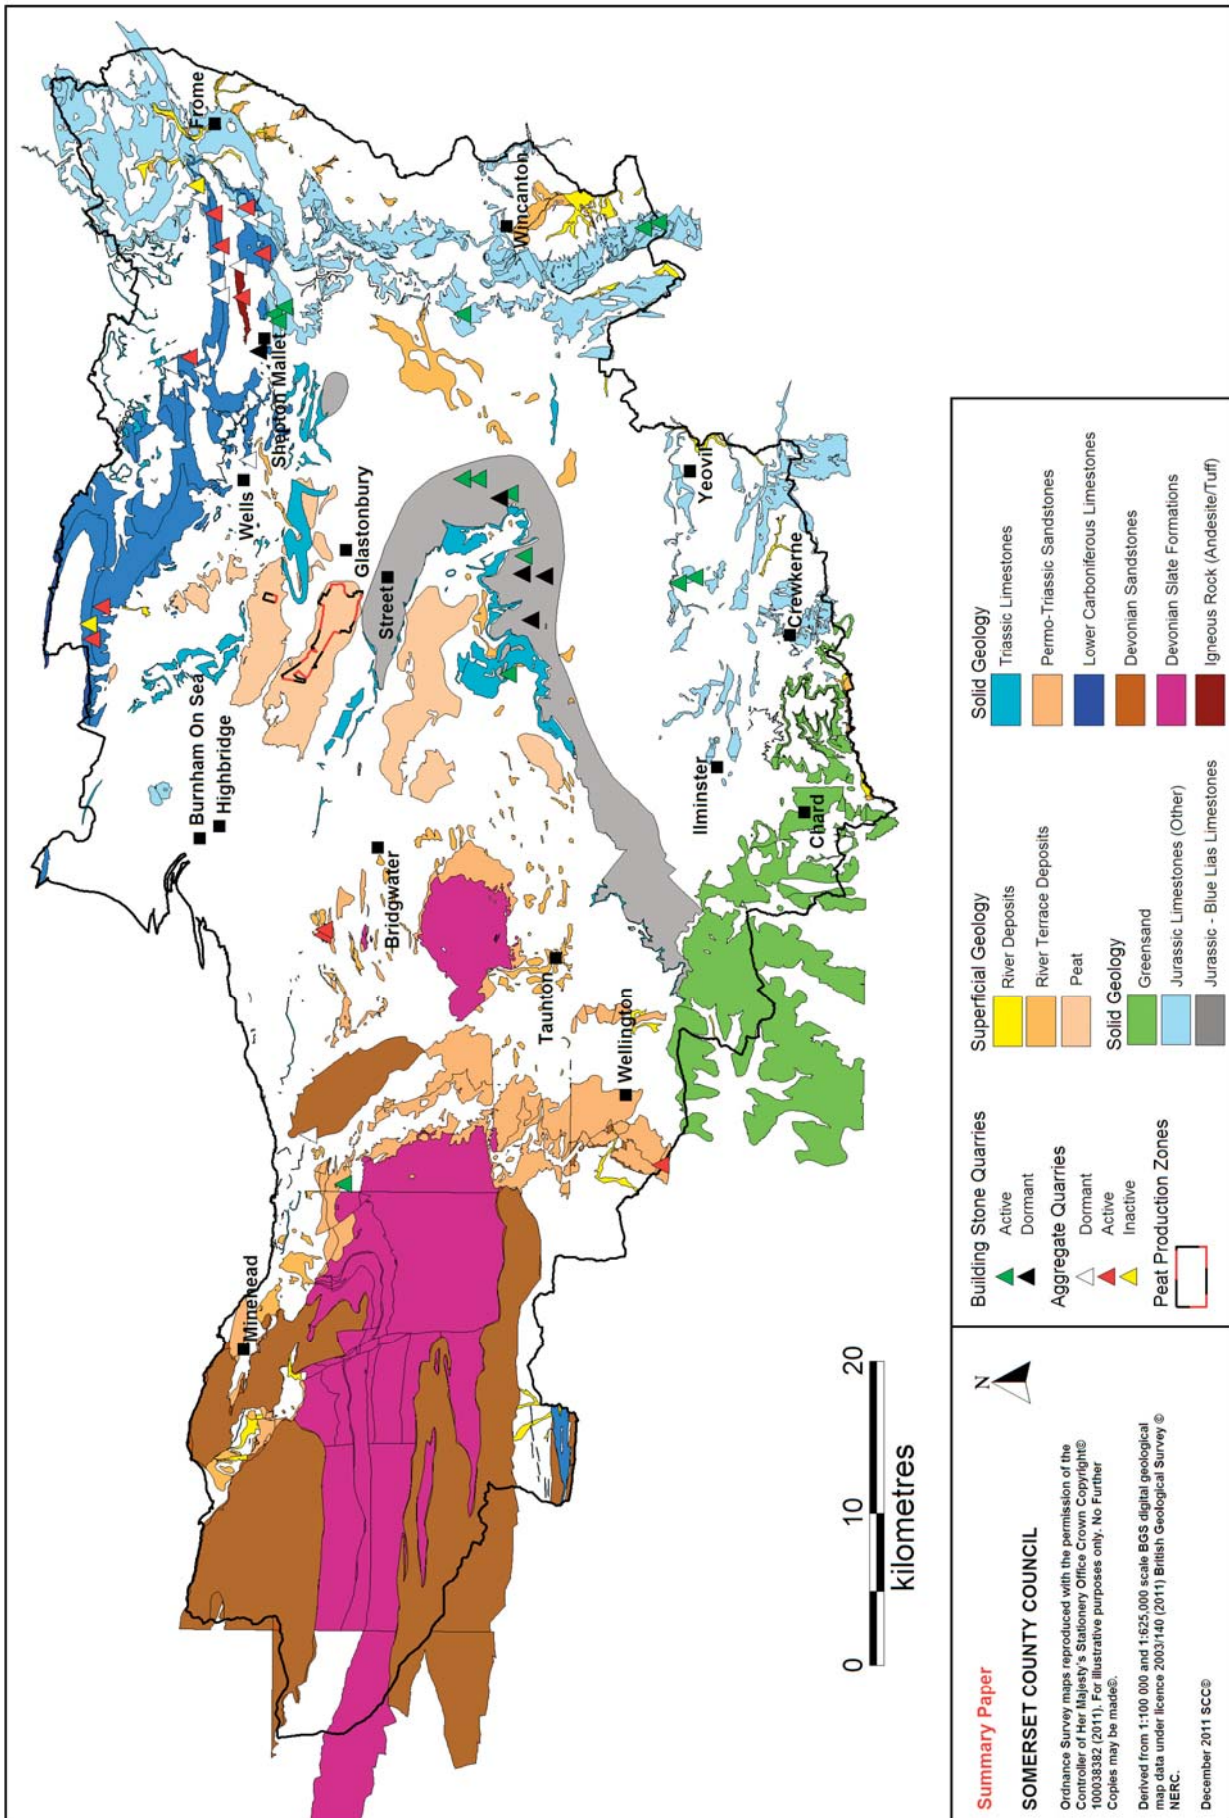 Minehead
Burnham On Sea
Highbridge
Bridgwater
Wells
Shepton Mallet
Frome
Glastonbury
Street
Wincanton
Taunton
Wellington
Ilminster
Yeovil
Crewkerne
Chard
0 10 20
kilometres
Summary Paper
N
SOMERSET COUNTY COUNCIL
Ordnance Survey maps reproduced with the permission of the
Controller of Her Majesty's Stationery Office Crown Copyright©
100038382 (2011). For illustrative purposes only. No Further
Copies may be made©.
Derived from 1:100 000 and 1:625,000 scale BGS digital geological
map data under licence 2003/140 (2011) British Geological Survey ©
NERC.
December 2011 SCC©
Building Stone Quarries
Active
Dormant
Aggregate Quarries
Dormant
Active
Inactive
Peat Production Zones
Superficial Geology
River Deposits
River Terrace Deposits
Peat
Solid Geology
Greensand
Jurassic Limestones (Other)
Jurassic - Blue Lias Limestones
Solid Geology
Triassic Limestones
Permo-Triassic Sandstones
Lower Carboniferous Limestones
Devonian Sandstones
Devonian Slate Formations
Igneous Rock (Andesite/Tuff)